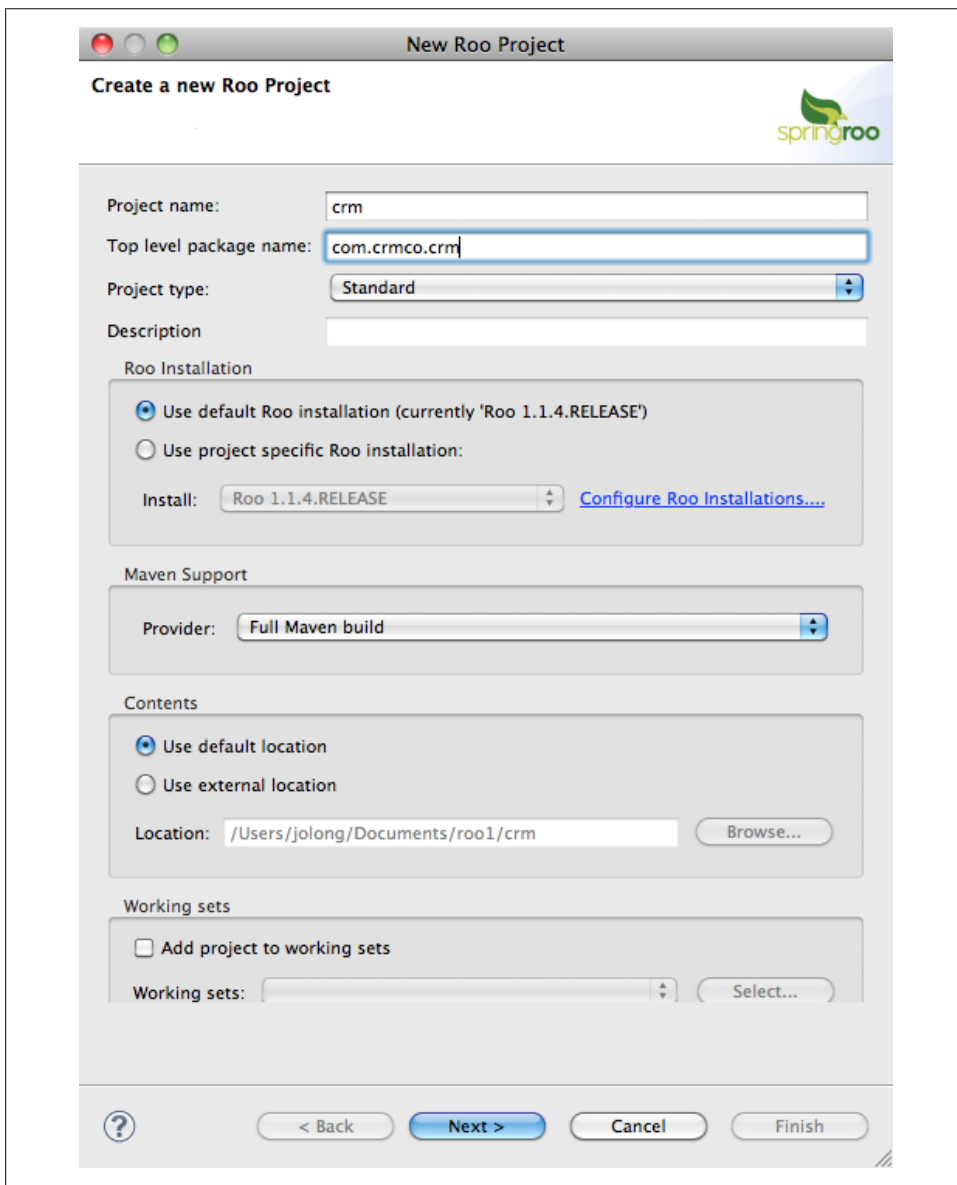 New Roo Project
Create a new Roo Project
springroo
Project name: crm
Top level package name: com.crmco.crm
Project type: Standard
Description
Roo Installation
Use default Roo installation (currently 'Roo 1.1.4.RELEASE')
Use project specific Roo installation:
Install: Roo 1.1.4.RELEASE Configure Roo Installations....
Maven Support
Provider: Full Maven build
Contents
Use default location
Use external location
Location: /Users/jolong/Documents/roo1/crm Browse...
Working sets
Add project to working sets
Working sets: Select...
? < Back Next > Cancel Finish